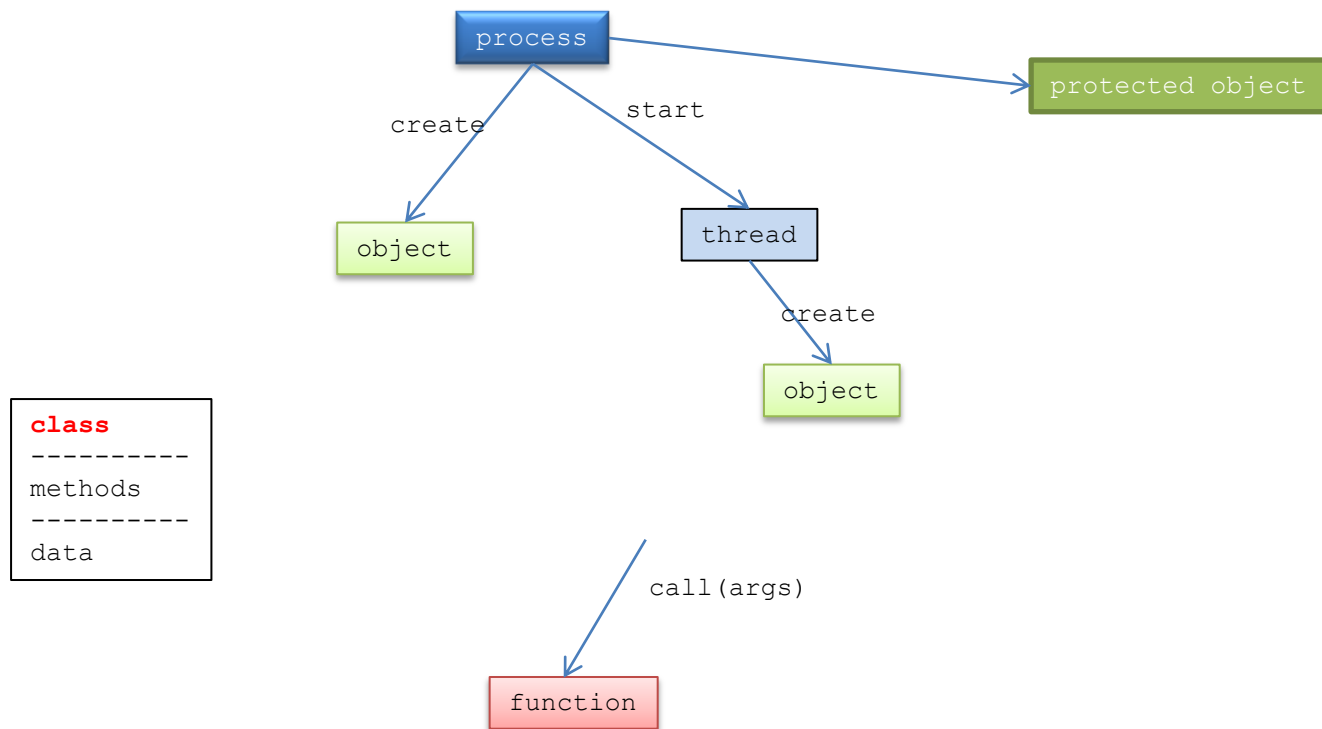 process
protected object
start
create
object
thread
create
object
class
----------
methods
----------
data
call(args)
function